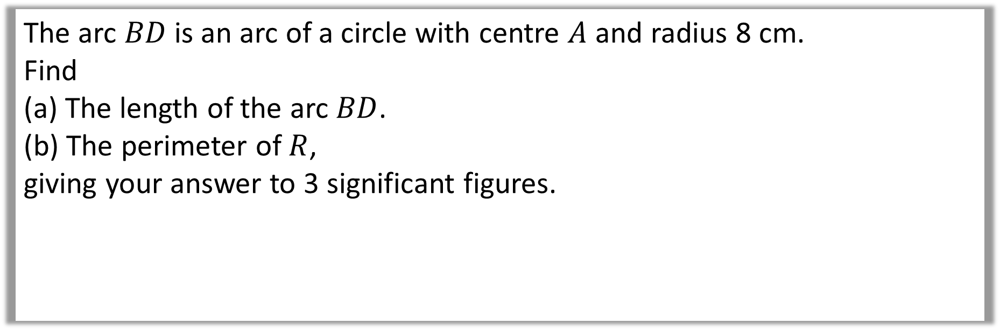 The arc BD is an arc of a circle with centre A and radius 8 cm.
Find
(a) The length of the arc BD.
(b) The perimeter of R,
giving your answer to 3 significant figures.